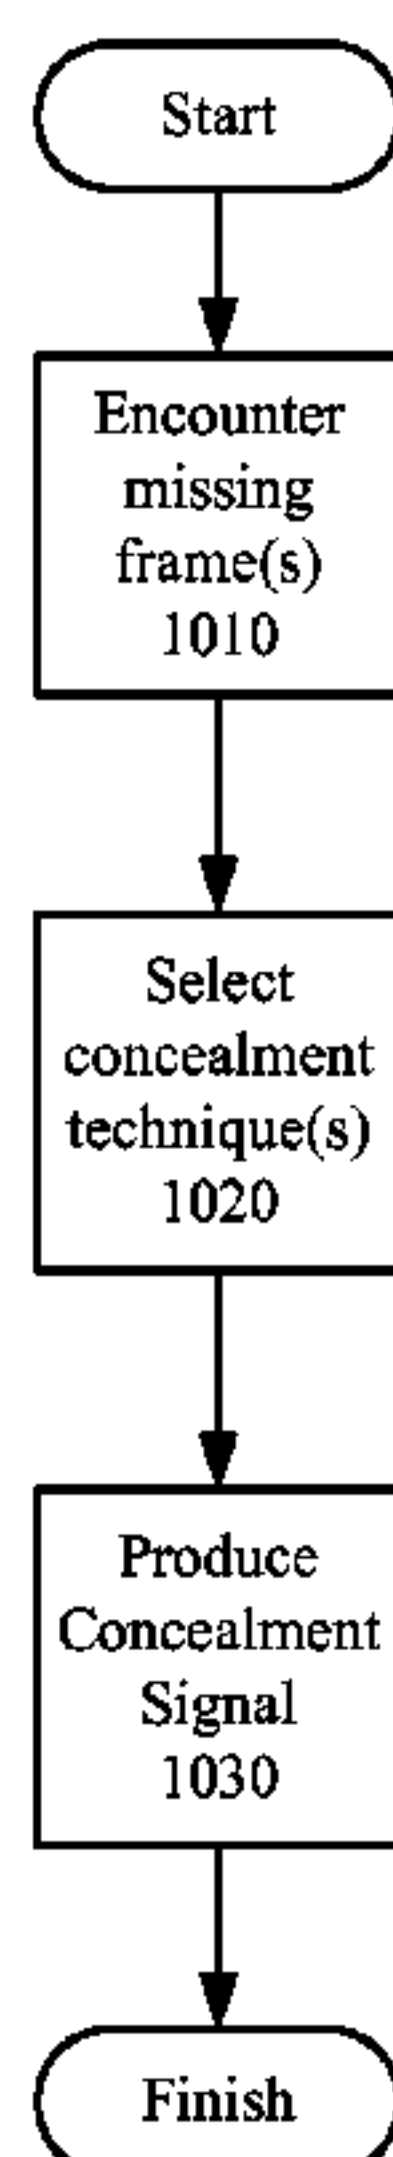 Start
Encounter
missing
frame(s)
1010
Select
concealment
technique(s)
1020
Produce
Concealment
Signal
1030
Finish